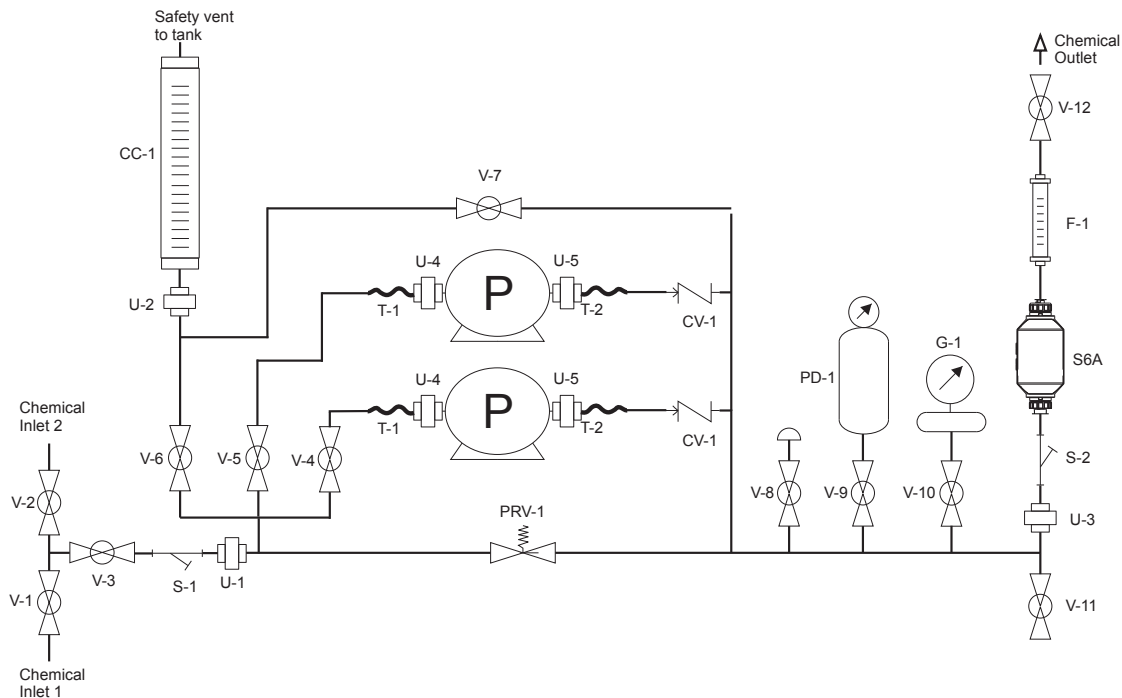 Safety vent
to tank
Chemical
Outlet
V-12
CC-1
V-7
F-1
U-4
U-5
P
U-2
T-1
T-2
CV-1
G-1
S6A
PD-1
U-4
U-5
P
Chemical
Inlet 2
T-1
T-2
CV-1
V-6
V-5
V-4
S-2
V-2
V-8
V-9
V-10
PRV-1
U-3
V-3
S-1
U-1
V-1
V-11
Chemical
Inlet 1